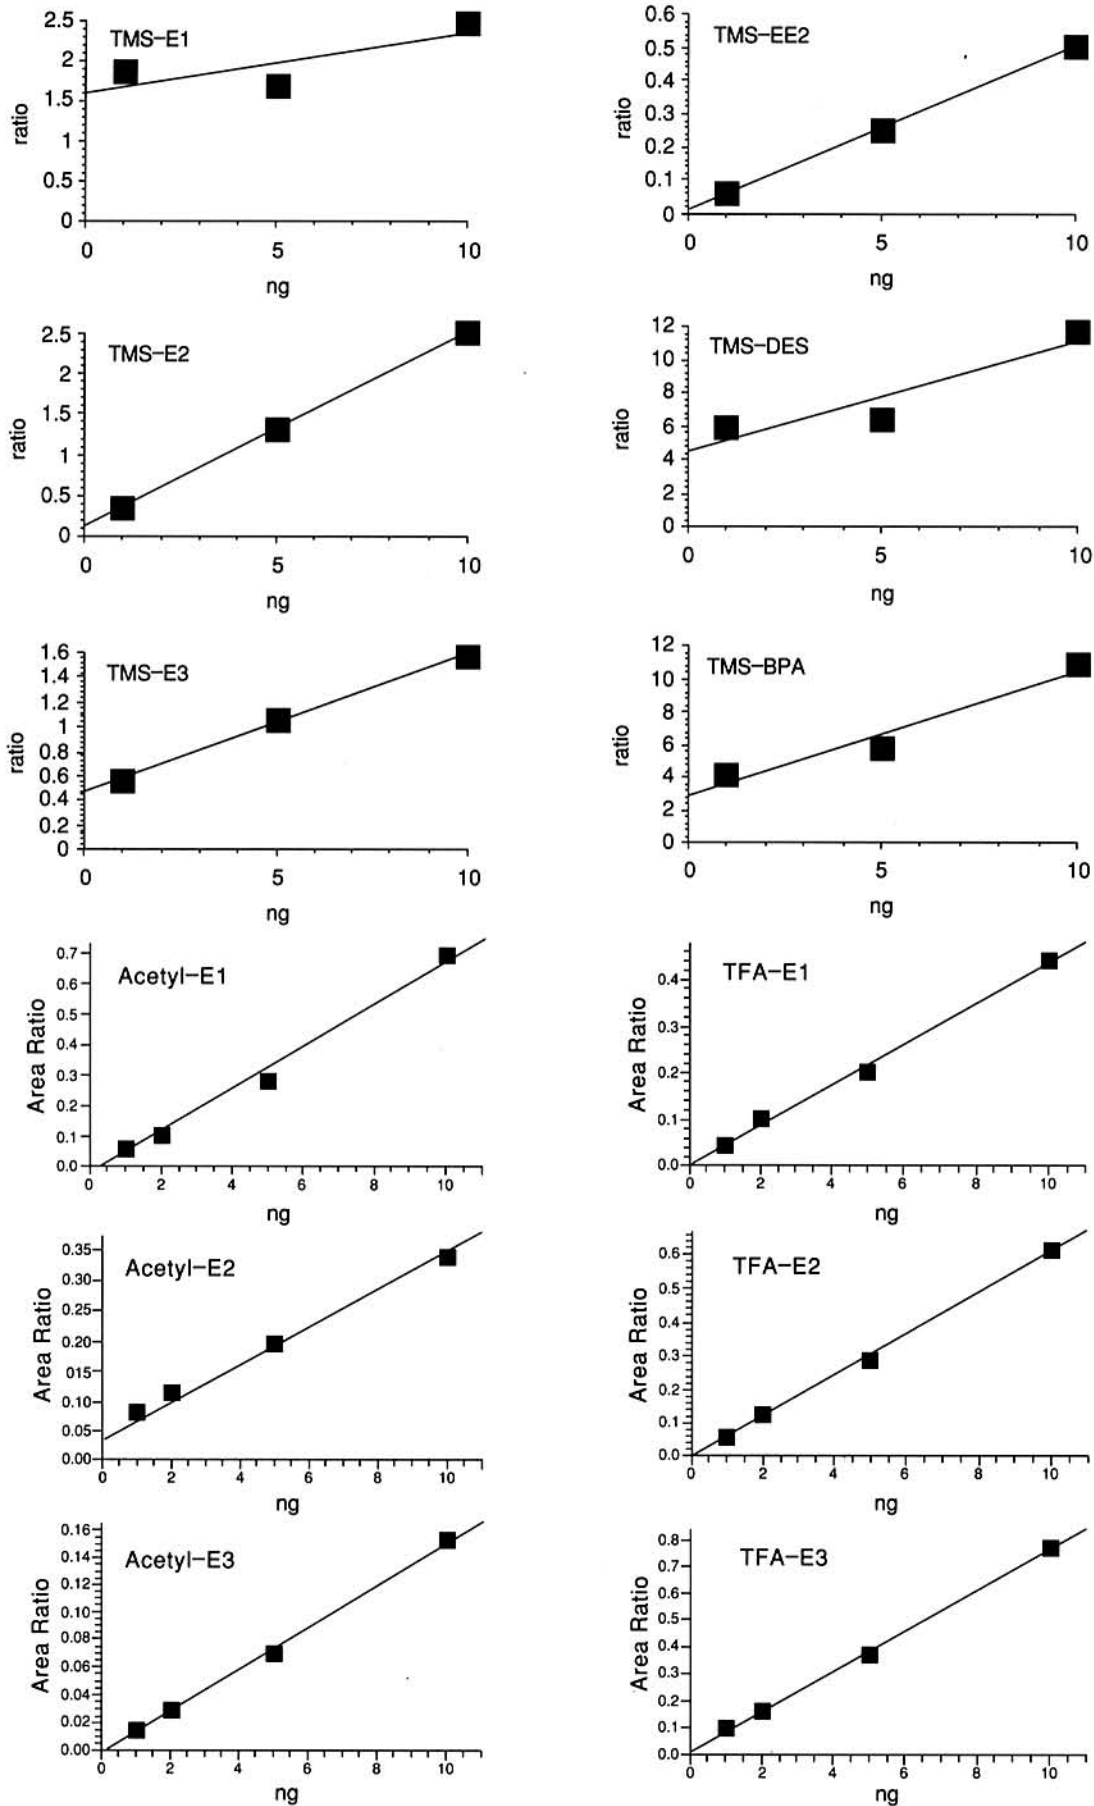 TMS-E1
ratio
2.5
2
1.5
1
0.5
0
0 5 10
ng
TMS-EE2
ratio
0.6
0.5
0.4
0.3
0.2
0.1
0
0 5 10
ng
TMS-E2
ratio
2.5
2
1.5
1
0.5
0
0 5 10
ng
TMS-DES
ratio
12
10
8
6
4
2
0
0 5 10
ng
TMS-E3
ratio
1.6
1.4
1.2
1
0.8
0.6
0.4
0.2
0
0 5 10
ng
TMS-BPA
ratio
12
10
8
6
4
2
0
0 5 10
ng
Acetyl-E1
Area Ratio
0.7
0.6
0.5
0.4
0.3
0.2
0.1
0.0
0 2 4 6 8 10
ng
TFA-E1
Area Ratio
0.4
0.3
0.2
0.1
0.0
0 2 4 6 8 10
ng
Acetyl-E2
Area Ratio
0.35
0.30
0.25
0.20
0.15
0.10
0.05
0.00
0 2 4 6 8 10
ng
TFA-E2
Area Ratio
0.6
0.5
0.4
0.3
0.2
0.1
0.0
0 2 4 6 8 10
ng
Acetyl-E3
Area Ratio
0.16
0.14
0.12
0.10
0.08
0.06
0.04
0.02
0.00
0 2 4 6 8 10
ng
TFA-E3
Area Ratio
0.8
0.7
0.6
0.5
0.4
0.3
0.2
0.1
0.0
0 2 4 6 8 10
ng